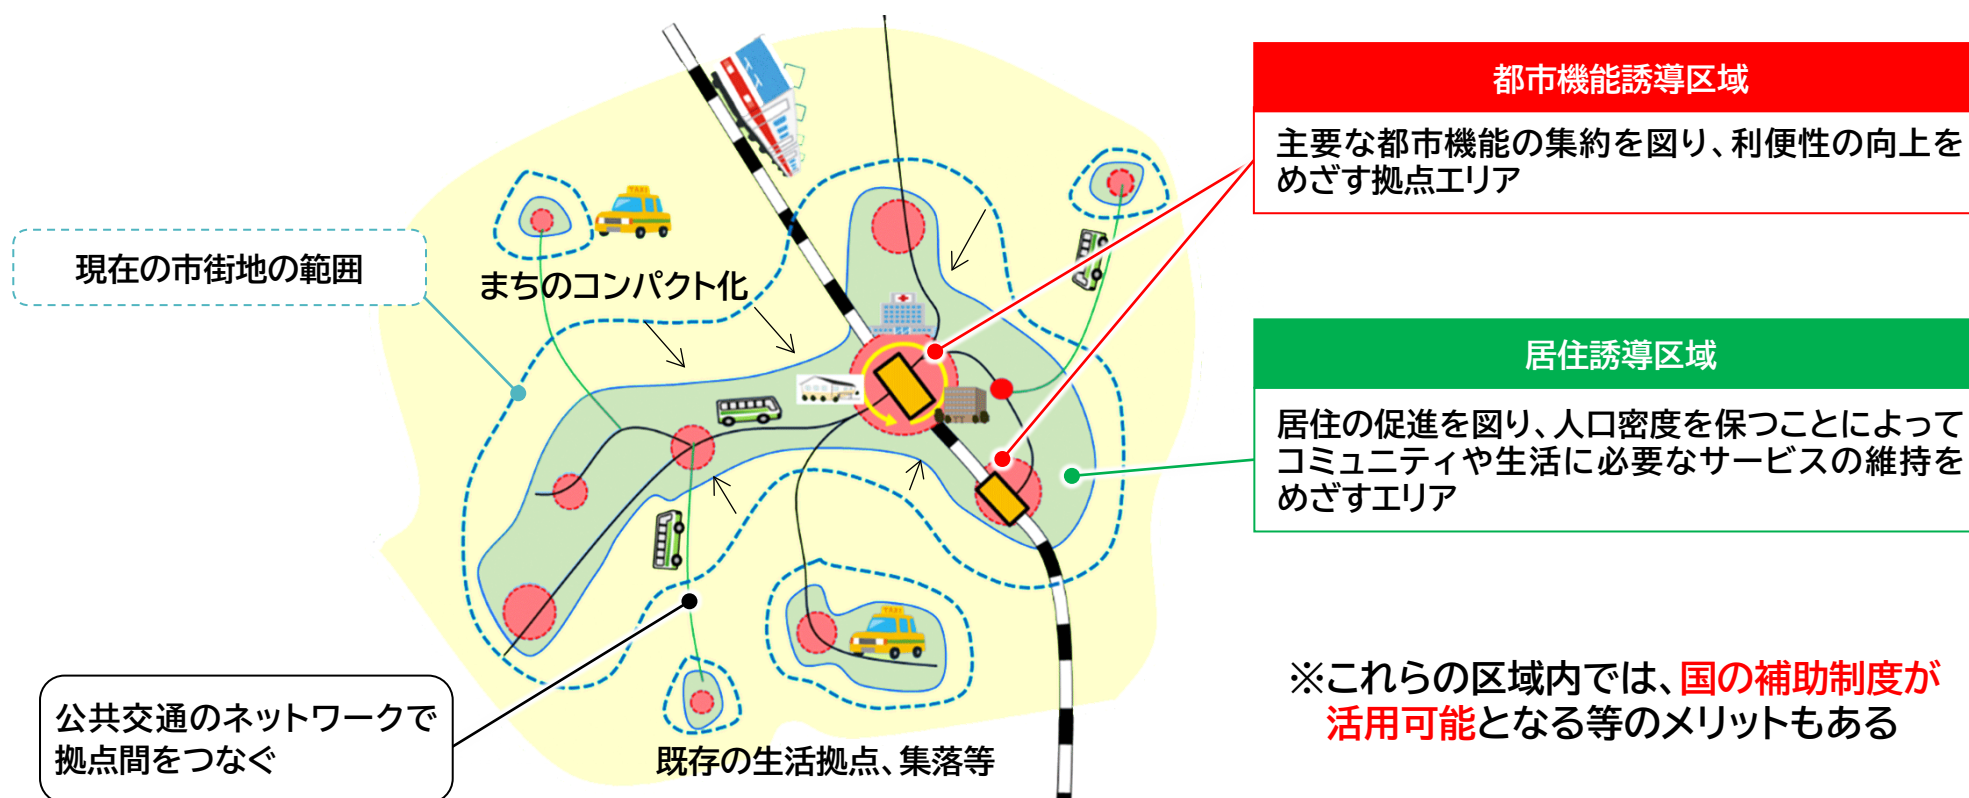 都市機能誘導区域
主要な都市機能の集約を図り、利便性の向上を
めざす拠点エリア
現在の市街地の範囲
まちのコンパクト化
居住誘導区域
居住の促進を図り、人口密度を保つことによって
コミュニティや生活に必要なサービスの維持を
めざすエリア
公共交通のネットワークで
拠点間をつなぐ
既存の生活拠点、集落等
※これらの区域内では、国の補助制度が
活用可能となる等のメリットもある
TAXI
TAXI